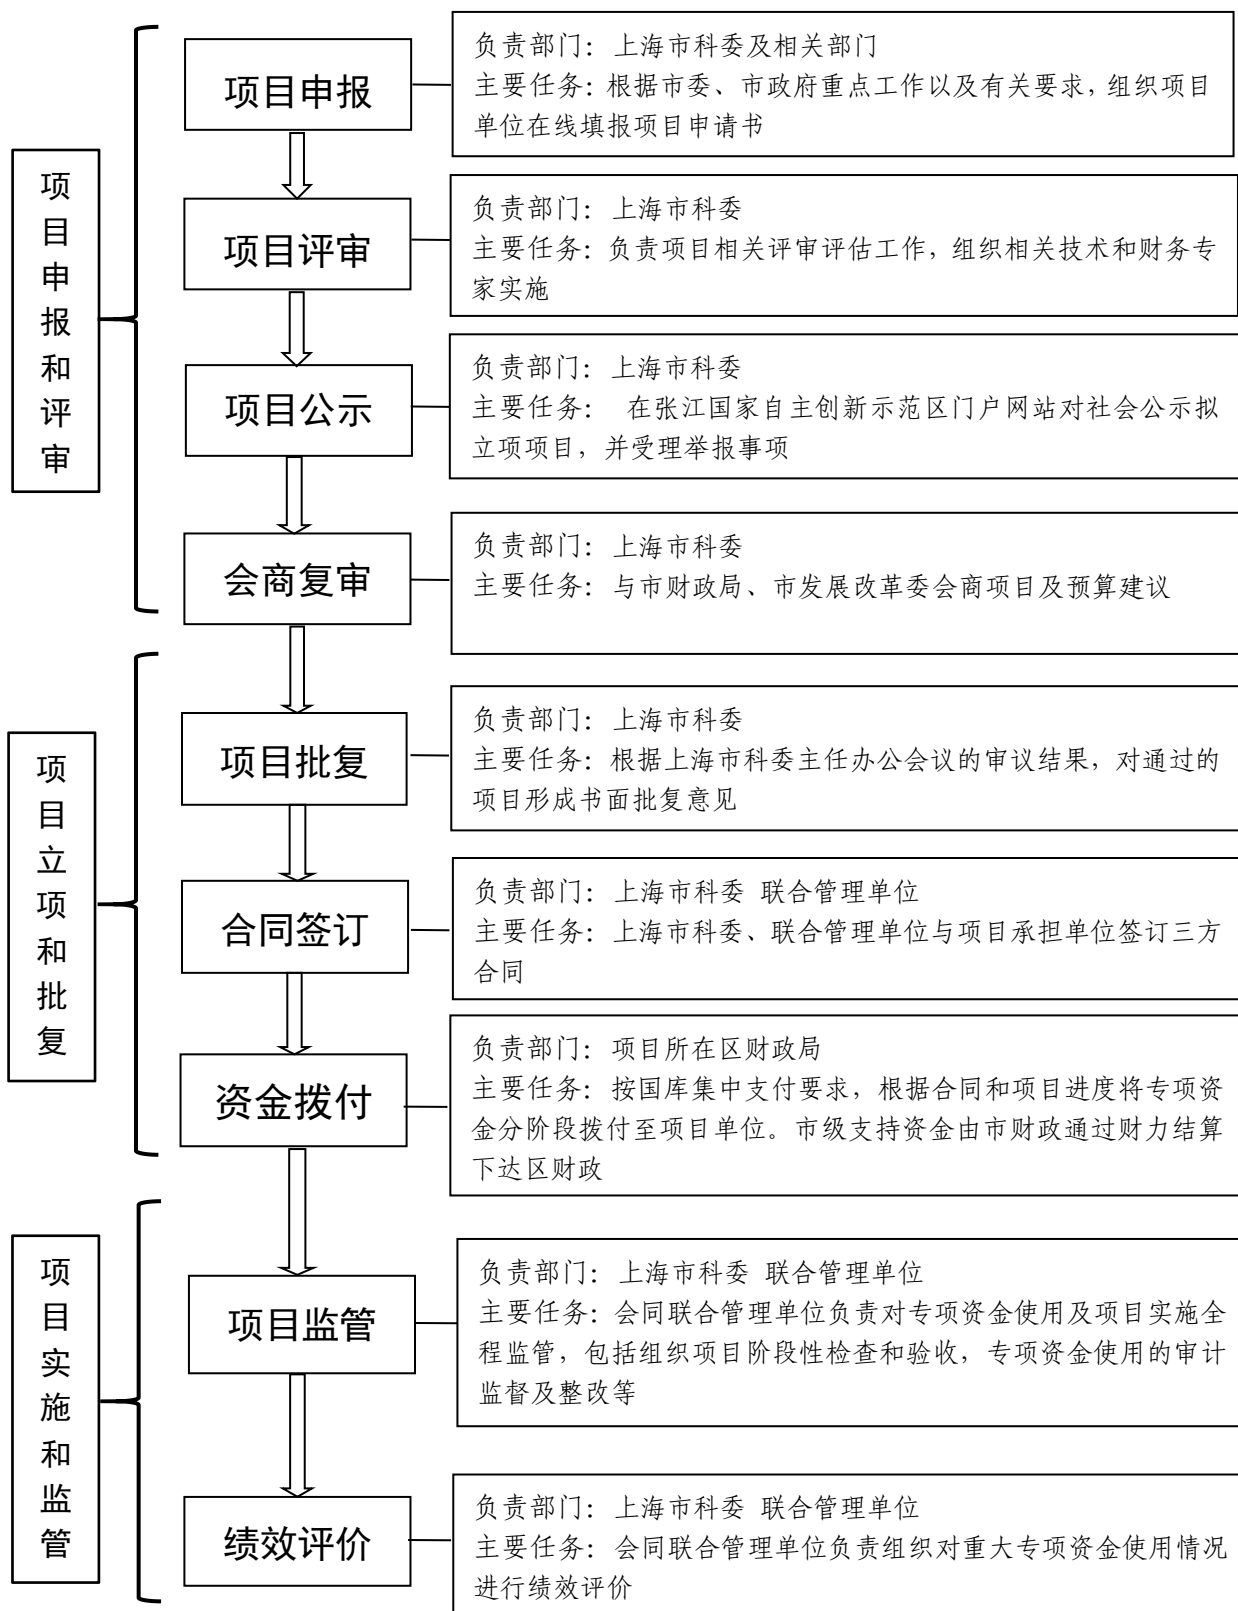 项目申报和评审
项目申报
负责部门：上海市科委及相关部门
主要任务：根据市委、市政府重点工作以及有关要求，组织项目
单位在线填报项目申请书
项目评审
负责部门：上海市科委
主要任务：负责项目相关评审评估工作，组织相关技术和财务专
家实施
项目公示
负责部门：上海市科委
主要任务： 在张江国家自主创新示范区门户网站对社会公示拟
立项项目，并受理举报事项
会商复审
负责部门：上海市科委
主要任务：与市财政局、市发展改革委会商项目及预算建议
项目立项和批复
项目批复
负责部门：上海市科委
主要任务：根据上海市科委主任办公会议的审议结果，对通过的
项目形成书面批复意见
合同签订
负责部门：上海市科委 联合管理单位
主要任务：上海市科委、联合管理单位与项目承担单位签订三方
合同
资金拨付
负责部门：项目所在区财政局
主要任务：按国库集中支付要求，根据合同和项目进度将专项资
金分阶段拨付至项目单位。市级支持资金由市财政通过财力结算
下达区财政
项目实施和监管
项目监管
负责部门：上海市科委 联合管理单位
主要任务：会同联合管理单位负责对专项资金使用及项目实施全
程监管，包括组织项目阶段性检查和验收，专项资金使用的审计
监督及整改等
绩效评价
负责部门：上海市科委 联合管理单位
主要任务：会同联合管理单位负责组织对重大专项资金使用情况
进行绩效评价